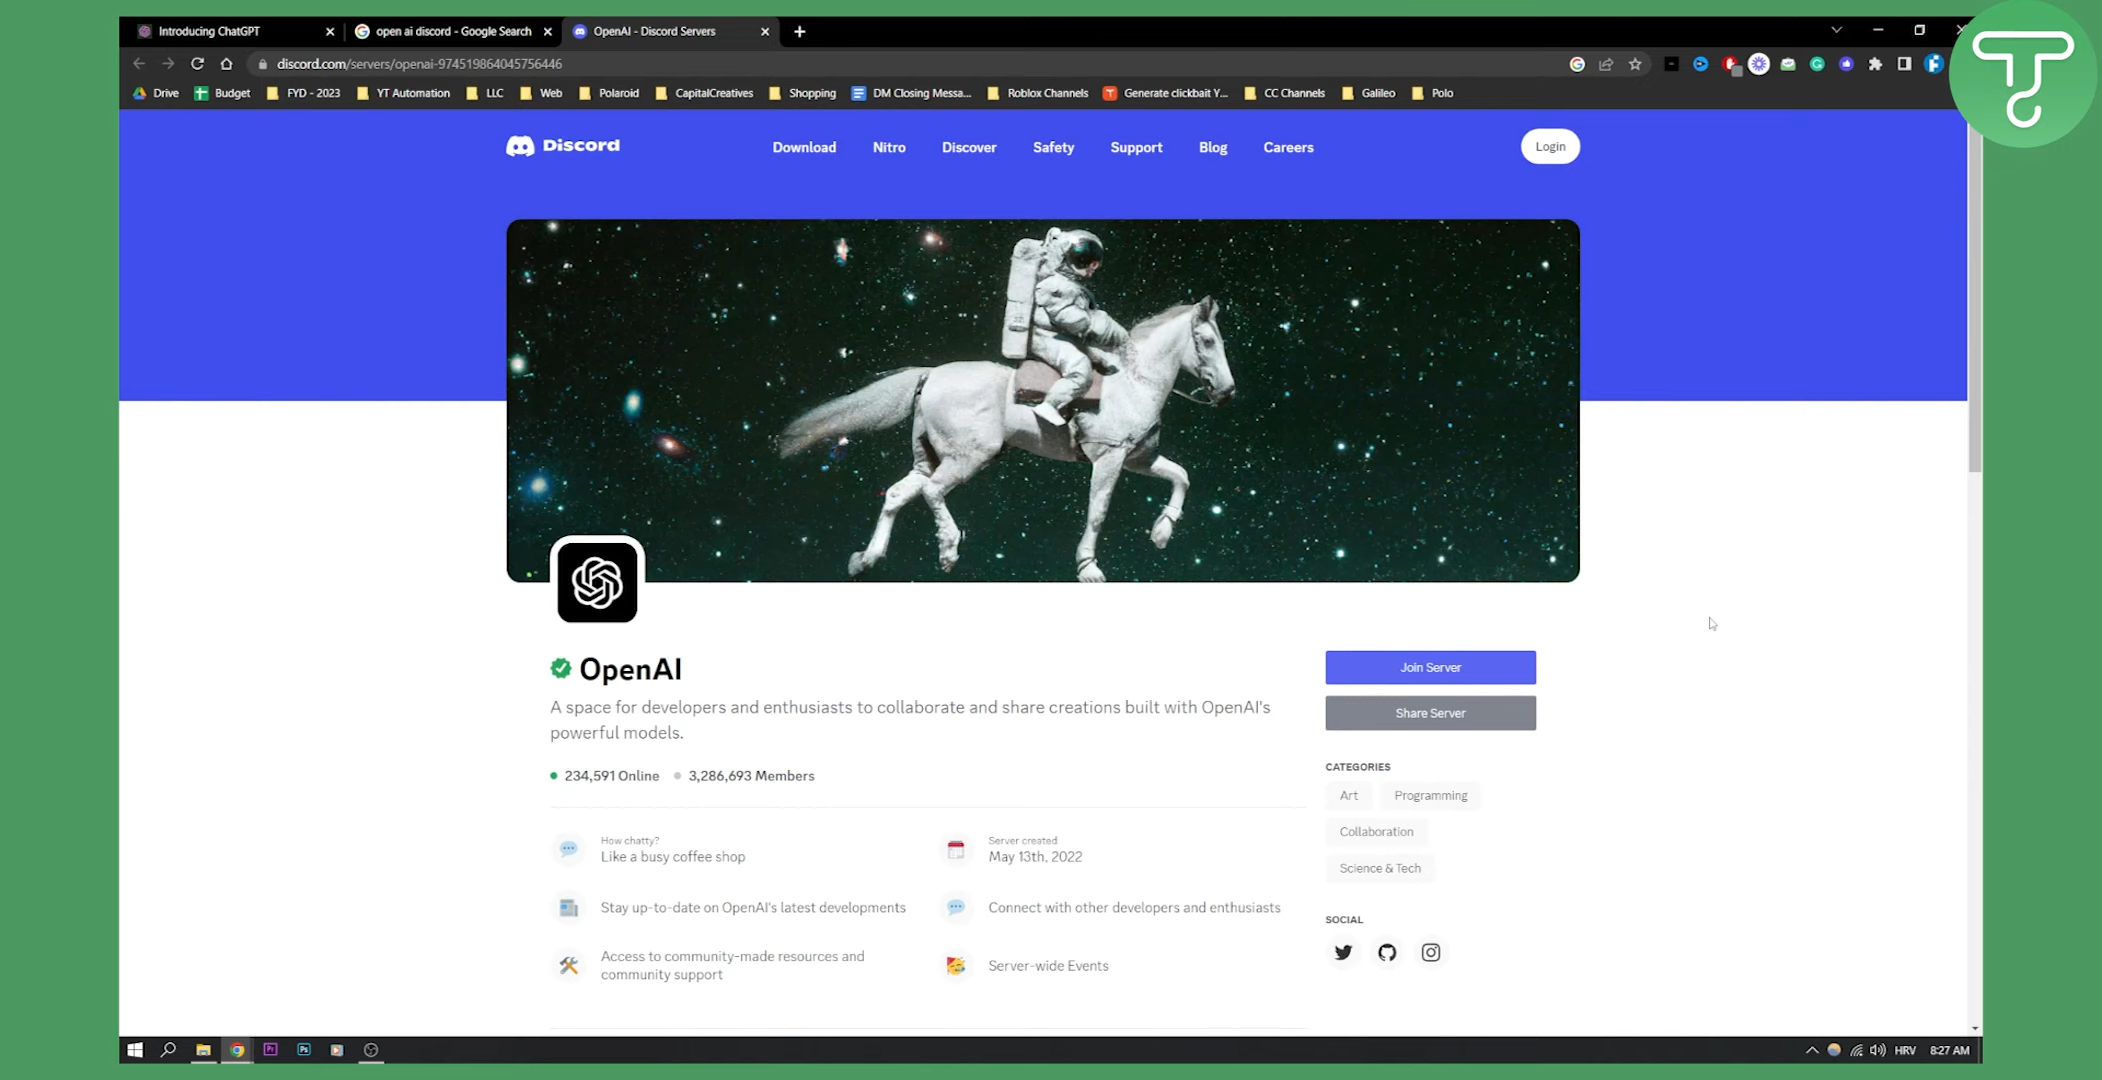 Introducing ChatGPT
open ai discord - Google Search
OpenAI - Discord Servers
discord.com/servers/openai-974519864045756446
Drive
Budget
FYD - 2023
YT Automation
LLC
Web
Polaroid
CapitalCreatives
Shopping
DM Closing Messa...
Roblox Channels
Generate clickbait Y...
CC Channels
Galileo
Polo
Discord
Download
Nitro
Discover
Safety
Support
Blog
Careers
Login
OpenAI
A space for developers and enthusiasts to collaborate and share creations built with OpenAI's
powerful models.
234,591 Online
3,286,693 Members
How chatty?
Like a busy coffee shop
Server created
May 13th, 2022
Stay up-to-date on OpenAI's latest developments
Connect with other developers and enthusiasts
Access to community-made resources and
community support
Server-wide Events
Join Server
Share Server
CATEGORIES
Art
Programming
Collaboration
Science & Tech
SOCIAL
Pr
Ps
HRV
8:27 AM